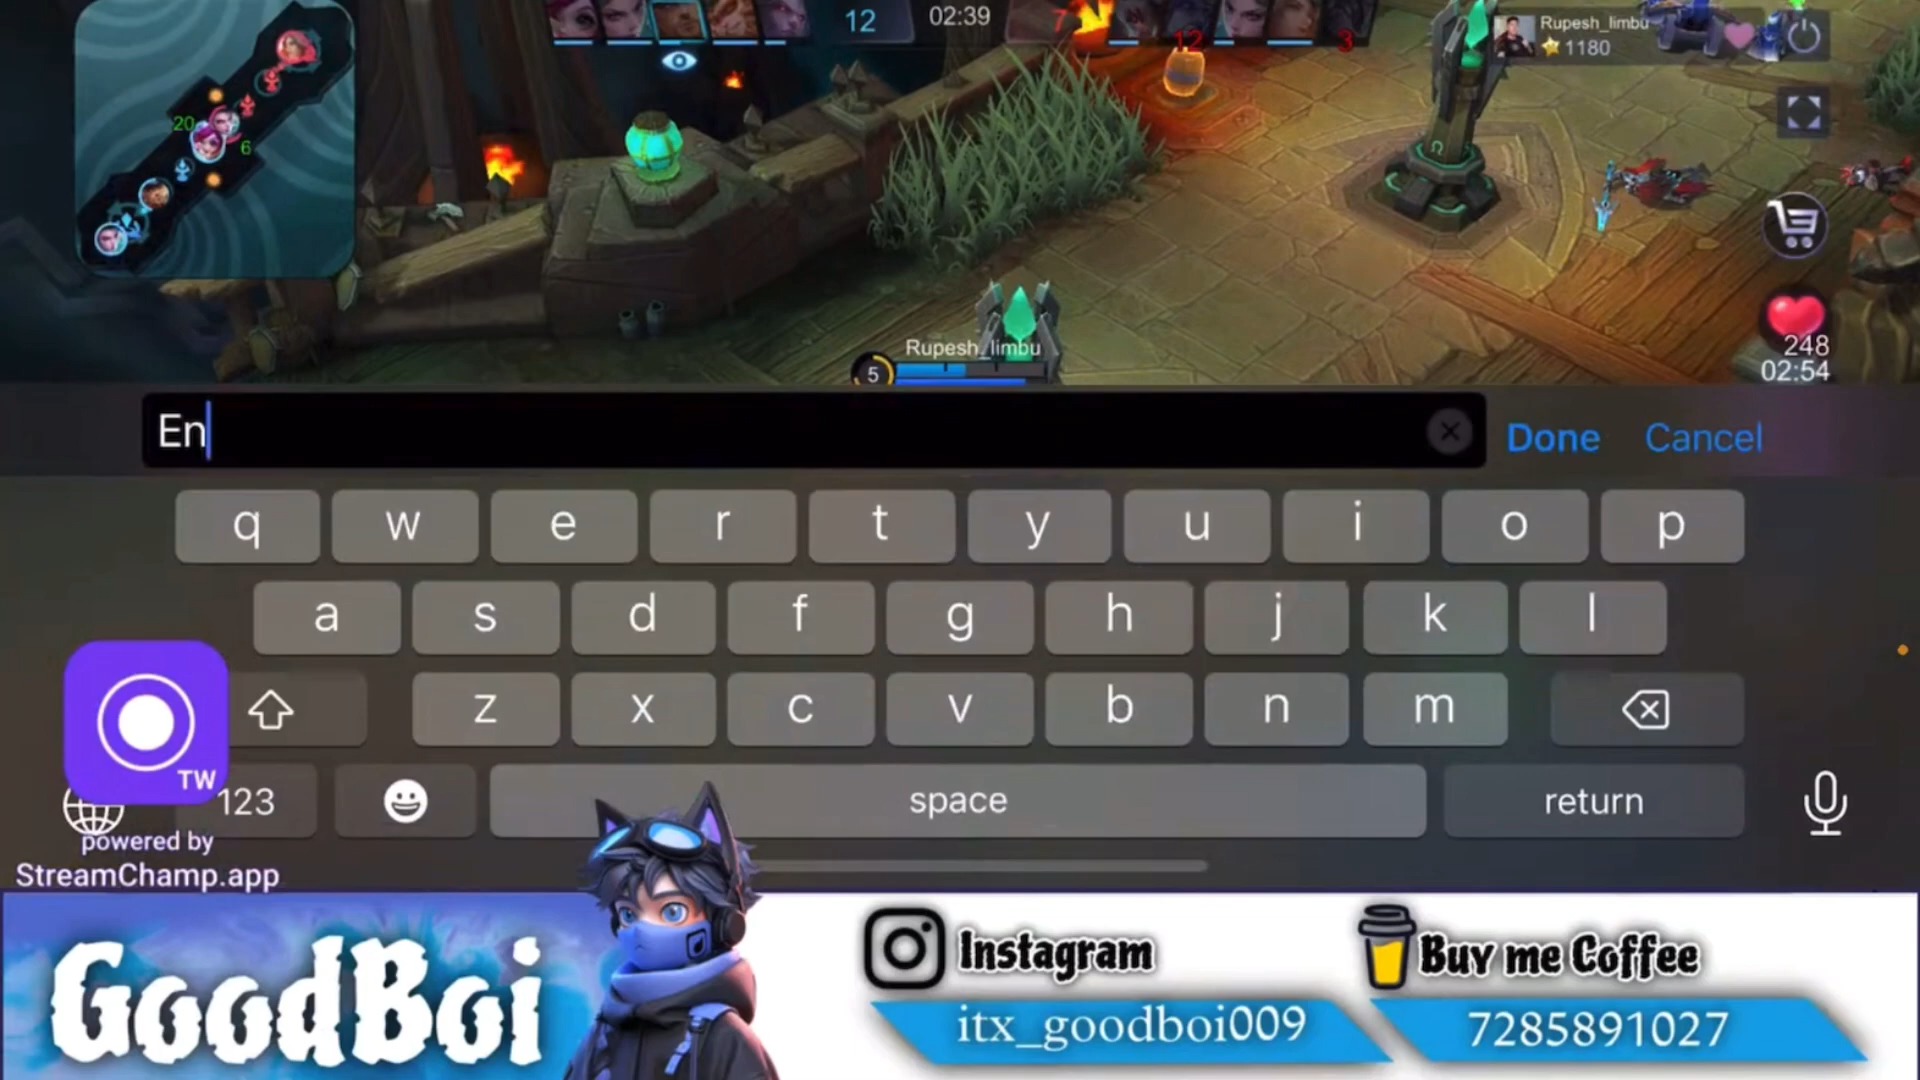 12
02:39
7
12
3
Rupesh_limbu
1180
20
6
248
02:54
Rupesh_limbu
5
En
Done
Cancel
q w e r t y u i o p
a s d f g h j k l
z x c v b n m
TW
123
space
return
powered by
StreamChamp.app
GoodBoi
Instagram
itx_goodboi009
Buy me Coffee
7285891027